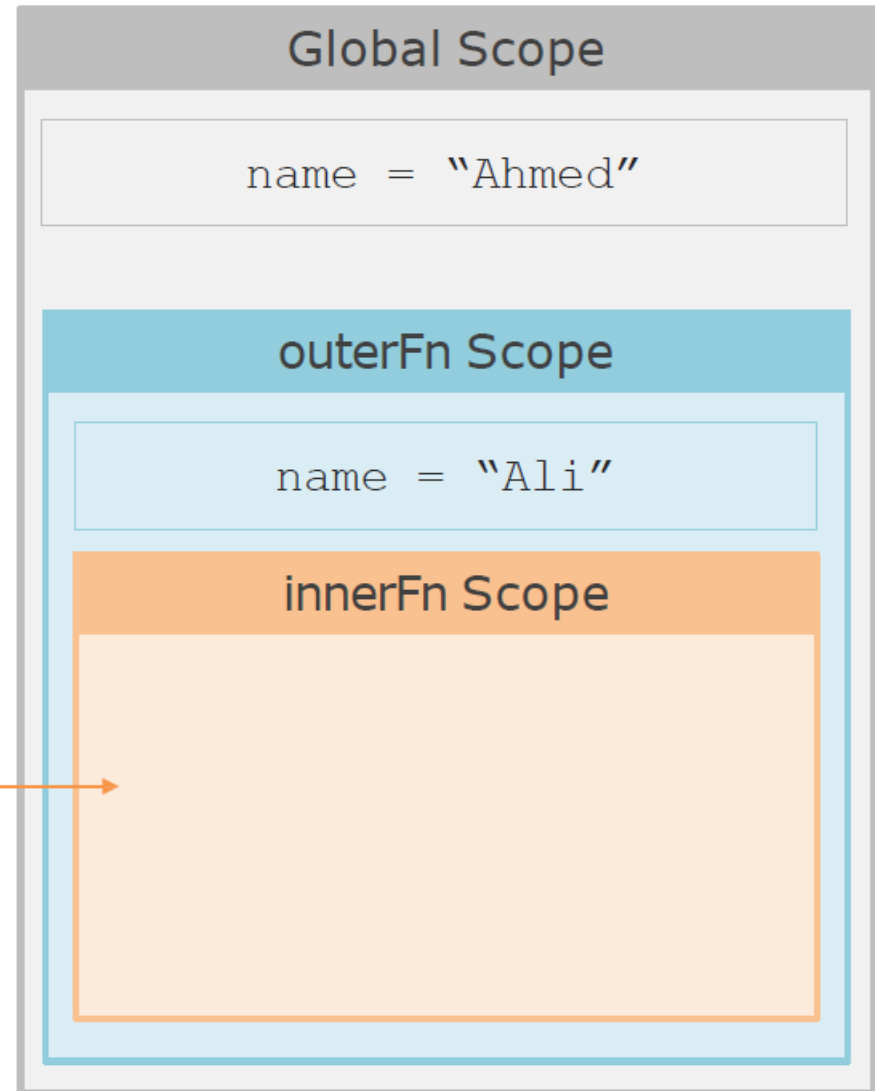 Global Scope
name = “Ahmed”
outerFn Scope
name = “Ali”
innerFn Scope